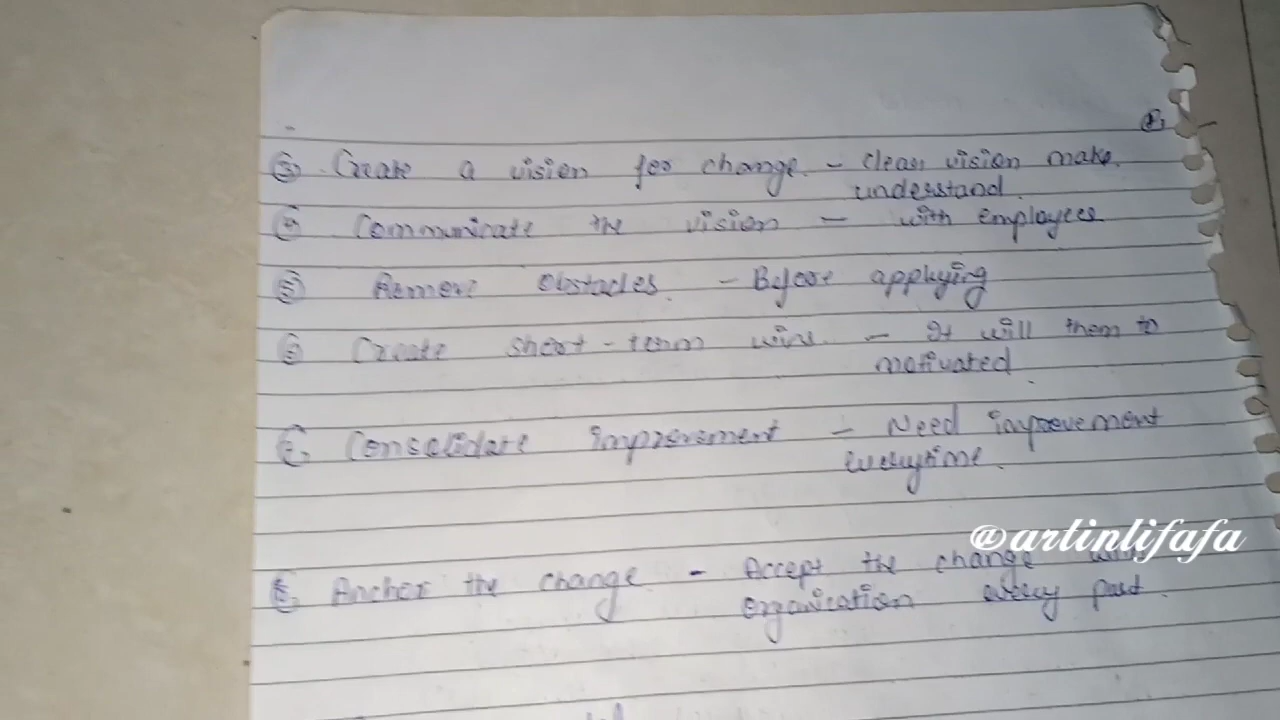 ③ Create a vision for change. - Clear vision make.
understand.
④ Communicate the vision - with employees
⑤ Remove Obstacles. - Before applying
⑥ Create short-term wins. - It will them to
motivated.
⑦ Consolidate improvement - Need improvement
everytime.
@artinlifafa
⑧ Anchor the change - Accept the change
organization every part.